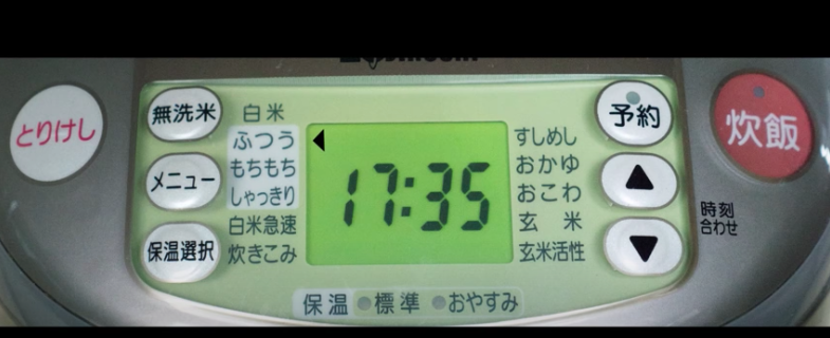 とりけし
無洗米
メニュー
保温選択
白米
ふつう
もちもち
しゃっきり
白米急速
炊きこみ
17:35
すしめし
おかゆ
おこわ
玄米
玄米活性
予約
▲
▼
炊飯
時刻
合わせ
保温 標準 おやすみ